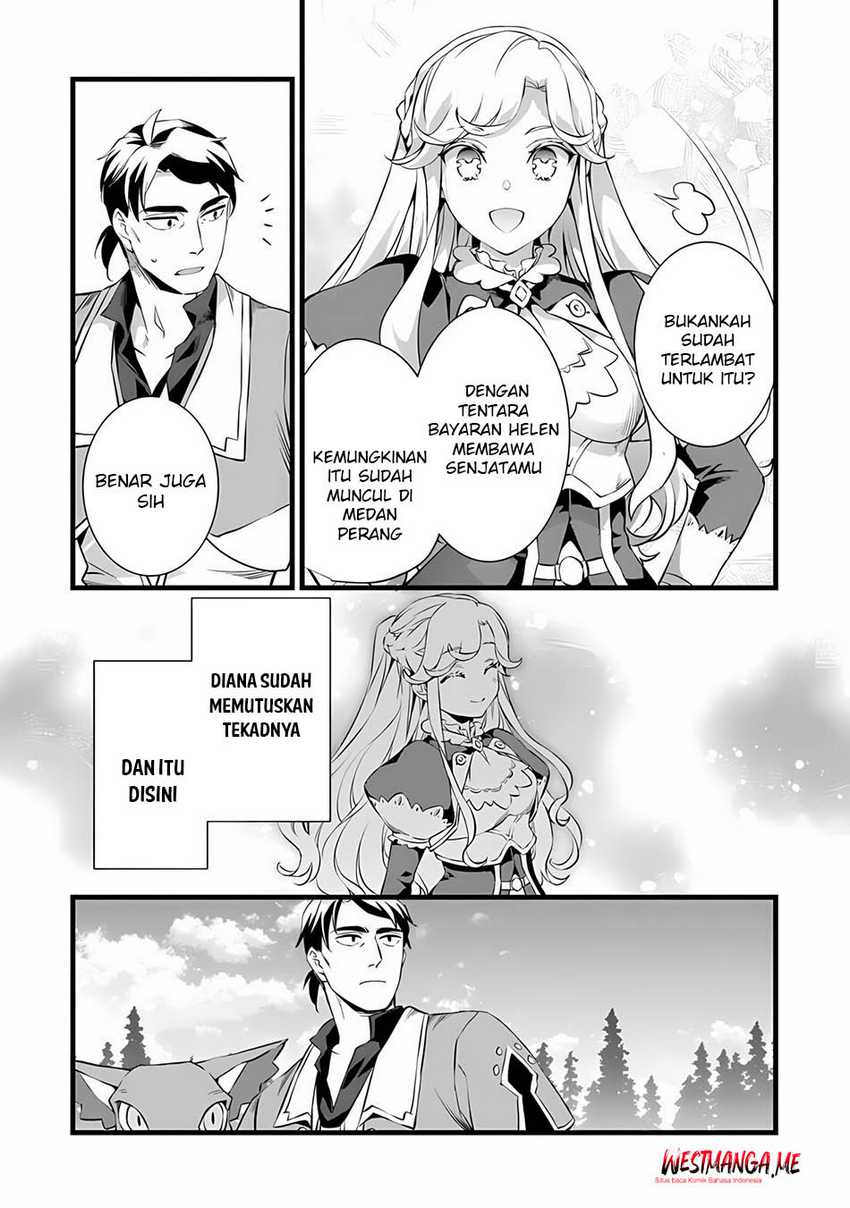 BUKANKAH
SUDAH
TERLAMBAT
UNTUK ITU?
DENGAN
TENTARA
BAYARAN HELEN
MEMBAWA
SENJATAMU
KEMUNGKINAN
ITU SUDAH
MUNCUL DI
MEDAN
PERANG
BENAR JUGA
SIH
DIANA SUDAH
MEMUTUSKAN
TEKADNYA
DAN ITU
DISINI
WESTMANGA.ME
Situs baca Komik Bahasa Indonesia